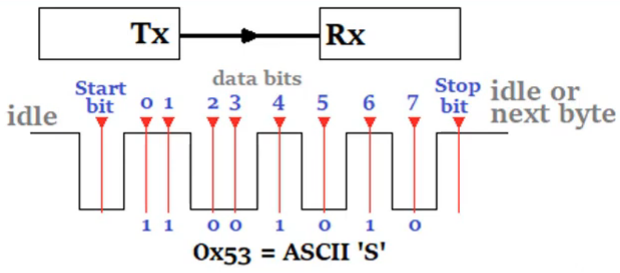 Tx Rx
data bits
Start bit 0 1 2 3 4 5 6 7 Stop bit
idle idle or next byte
1 1 0 0 1 0 1 0
0x53 = ASCII 'S'